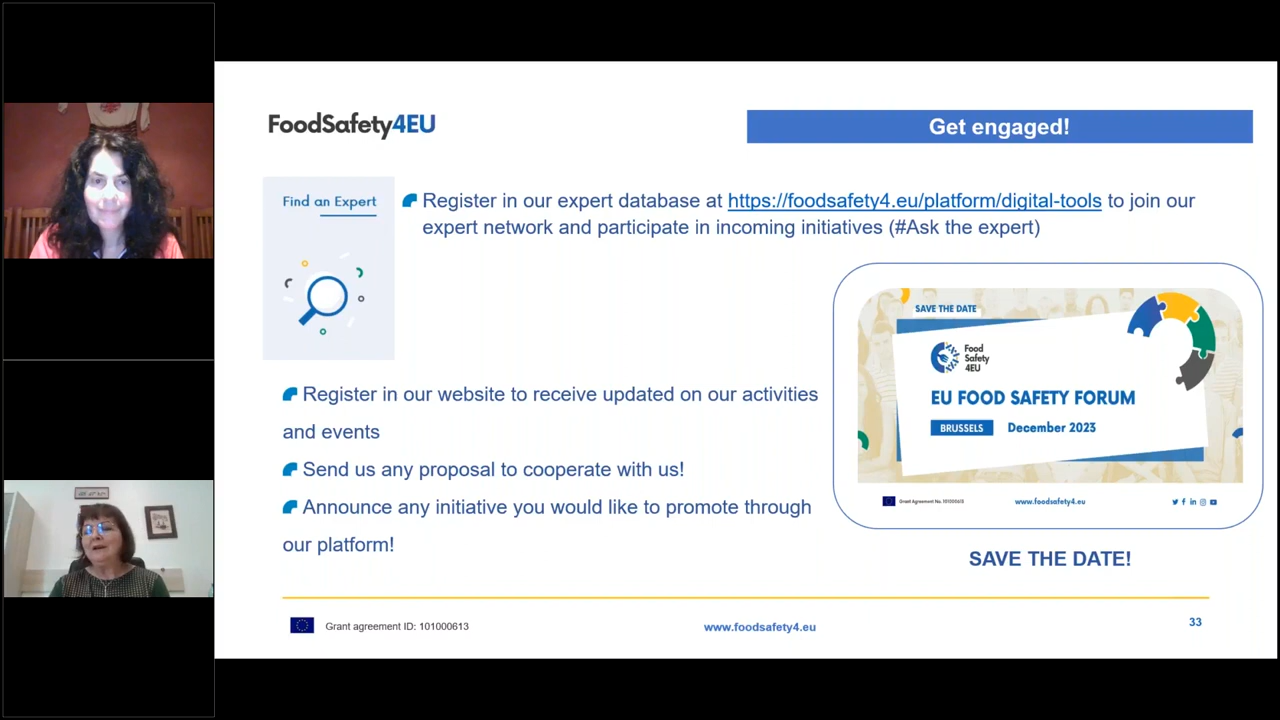 FoodSafety4EU
Get engaged!
Find an Expert
Register in our expert database at https://foodsafety4.eu/platform/digital-tools to join our
expert network and participate in incoming initiatives (#Ask the expert)
Register in our website to receive updated on our activities
and events
Send us any proposal to cooperate with us!
Announce any initiative you would like to promote through
our platform!
SAVE THE DATE
Food
Safety
4EU
EU FOOD SAFETY FORUM
BRUSSELS December 2023
Grant Agreement No. 101000613
www.foodsafety4.eu
SAVE THE DATE!
Grant agreement ID: 101000613
www.foodsafety4.eu
33